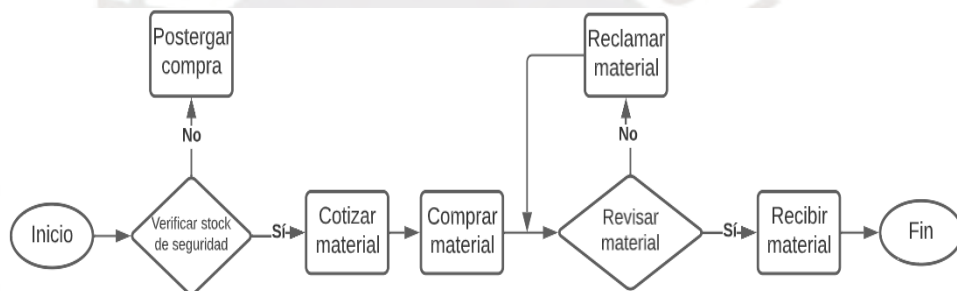 Postergar
compra
Reclamar
material
No
No
Inicio
Verificar stock
de seguridad
Sí
Cotizar
material
Comprar
material
Revisar
material
Sí
Recibir
material
Fin